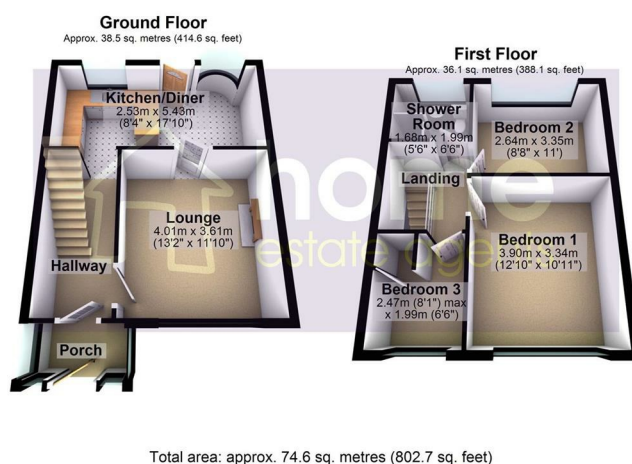 Ground Floor
Approx. 38.5 sq. metres (414.6 sq. feet)
Kitchen/Diner
2.53m x 5.43m
(8'4" x 17'10")
Lounge
4.01m x 3.61m
(13'2" x 11'10")
Hallway
Porch
First Floor
Approx. 36.1 sq. metres (388.1 sq. feet)
Shower
Room
1.68m x 1.99m
(5'6" x 6'6")
Bedroom 2
2.64m x 3.35m
(8'8" x 11')
Landing
Bedroom 1
3.90m x 3.34m
(12'10" x 10'11")
Bedroom 3
2.47m (8'1") max
x 1.99m (6'6")
home
estate agents
Total area: approx. 74.6 sq. metres (802.7 sq. feet)